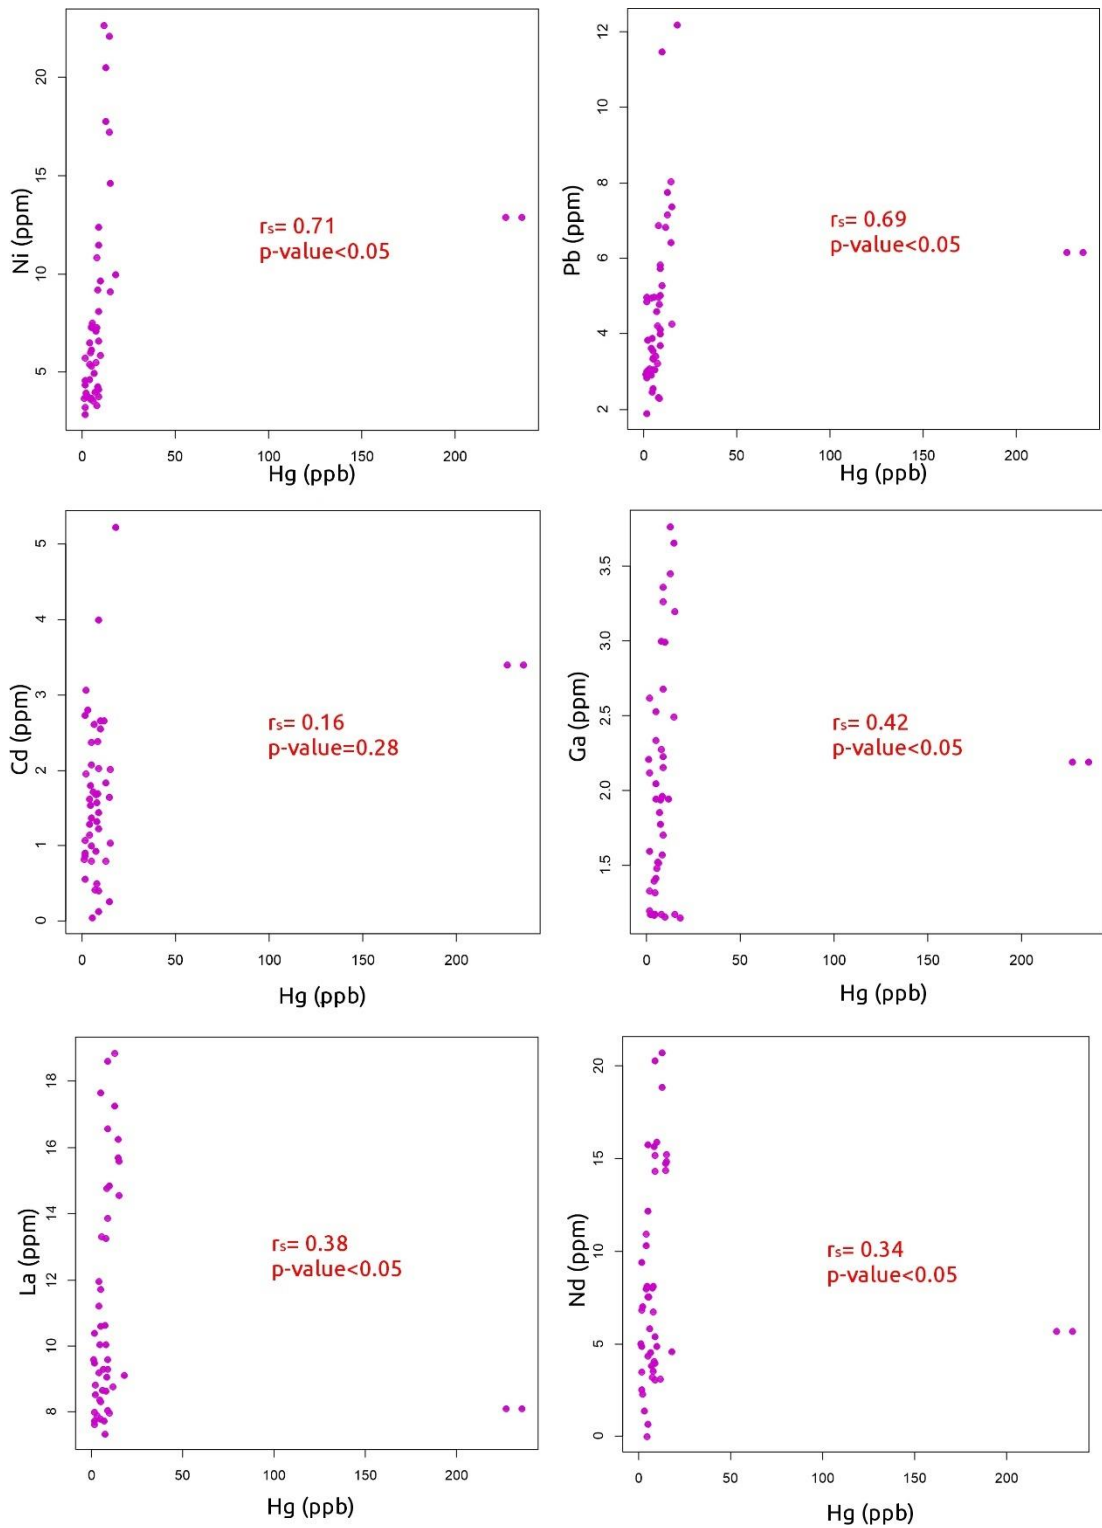 Ni (ppm)
5
10
15
20
rs= 0.71
p-value<0.05
0
50
100
150
200
Hg (ppb)
Pb (ppm)
2
4
6
8
10
12
rs= 0.69
p-value<0.05
0
50
100
150
200
Hg (ppb)
Cd (ppm)
0
1
2
3
4
5
rs= 0.16
p-value=0.28
0
50
100
150
200
Hg (ppb)
Ga (ppm)
1.5
2.0
2.5
3.0
3.5
rs= 0.42
p-value<0.05
0
50
100
150
200
Hg (ppb)
La (ppm)
8
10
12
14
16
18
rs= 0.38
p-value<0.05
0
50
100
150
200
Hg (ppb)
Nd (ppm)
0
5
10
15
20
rs= 0.34
p-value<0.05
0
50
100
150
200
Hg (ppb)